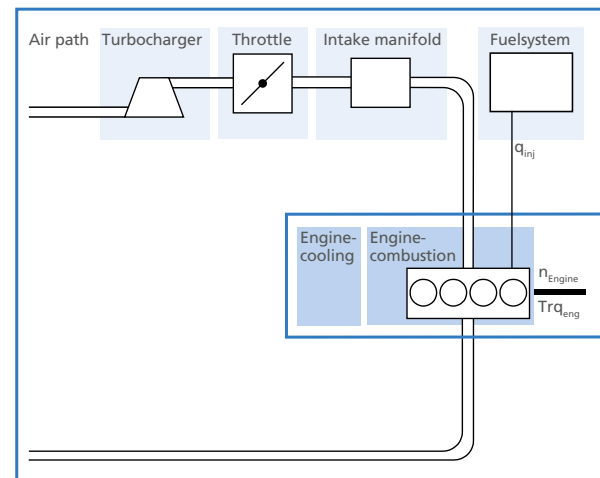 Air path
Turbocharger
Throttle
Intake manifold
Fuelsystem
q_inj
Engine-
cooling
Engine-
combustion
n_Engine
Trq_eng